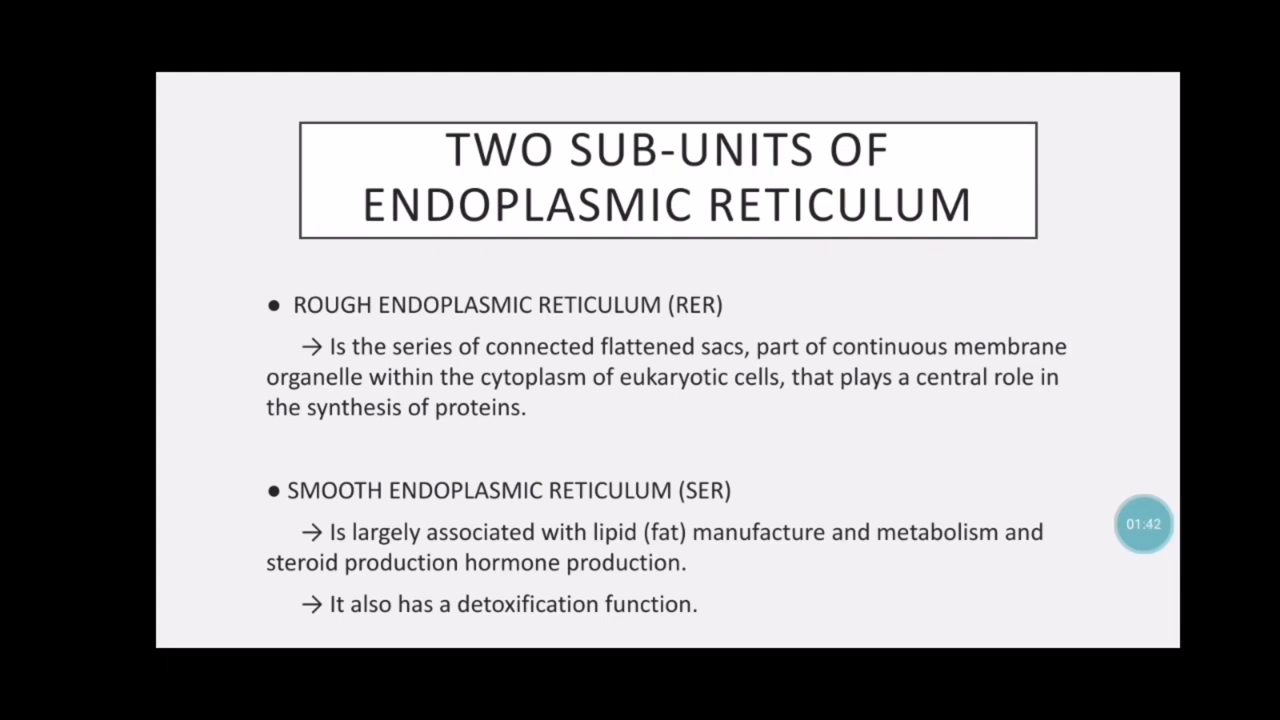 TWO SUB-UNITS OF
ENDOPLASMIC RETICULUM
● ROUGH ENDOPLASMIC RETICULUM (RER)
→ Is the series of connected flattened sacs, part of continuous membrane
organelle within the cytoplasm of eukaryotic cells, that plays a central role in
the synthesis of proteins.
● SMOOTH ENDOPLASMIC RETICULUM (SER)
→ Is largely associated with lipid (fat) manufacture and metabolism and
steroid production hormone production.
→ It also has a detoxification function.
01:42